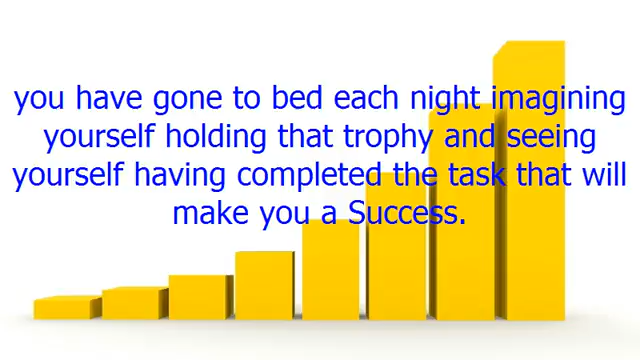 you have gone to bed each night imagining
yourself holding that trophy and seeing
yourself having completed the task that will
make you a Success.